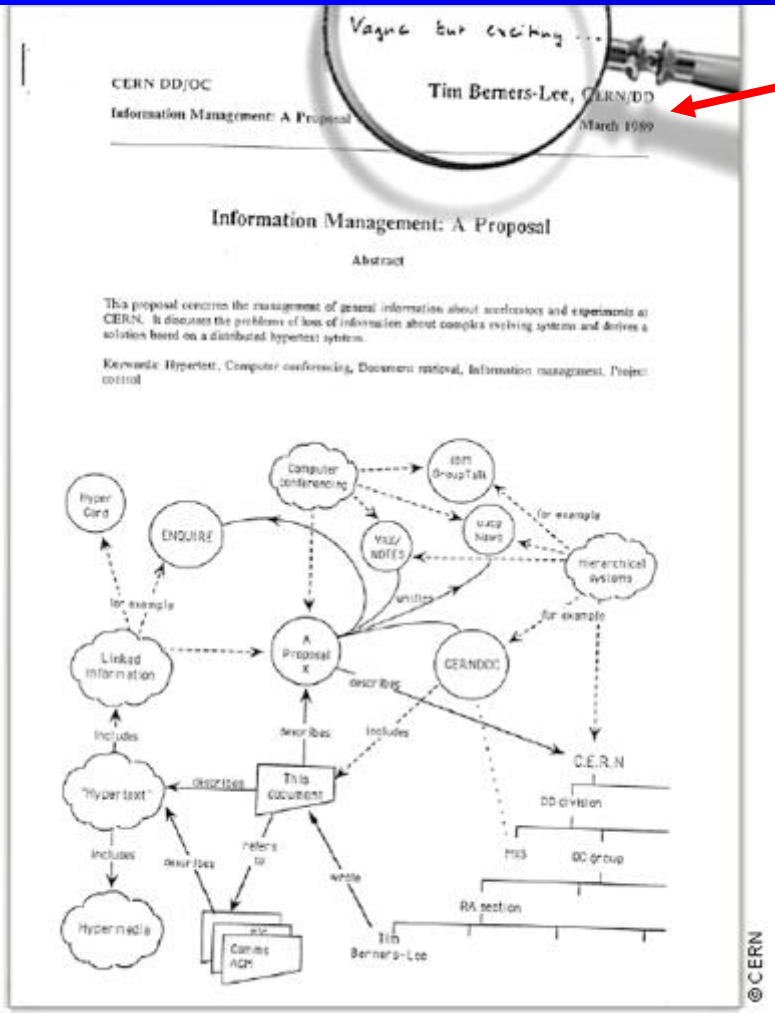 Vague but exciting ...
CERN DD/OC
Tim Berners-Lee, CERN/DD
Information Management: A Proposal
March 1989
Information Management: A Proposal
Abstract
This proposal concerns the management of general information about accelerators and experiments at
CERN. It discusses the problems of loss of information about complex evolving systems and derives a
solution based on a distributed hypertext system.
Keywords: Hypertext, Computer conferencing, Document retrieval, Information management, Project
control
IBM
GroupTalk
Computer
conferencing
Hyper
Card
ENQUIRE
VAX/
NOTES
uucp
News
for example
Hierarchical
systems
unifies
for example
for example
A
Proposal
X
Linked
information
CERNDOC
describes
includes
describes
includes
C.E.R.N
This
document
describes
"Hypertext"
DD division
refers
to
includes
describes
wrote
MIS
OC group
RA section
Hypermedia
Comms
ACM
Tim
Berners-Lee
©CERN